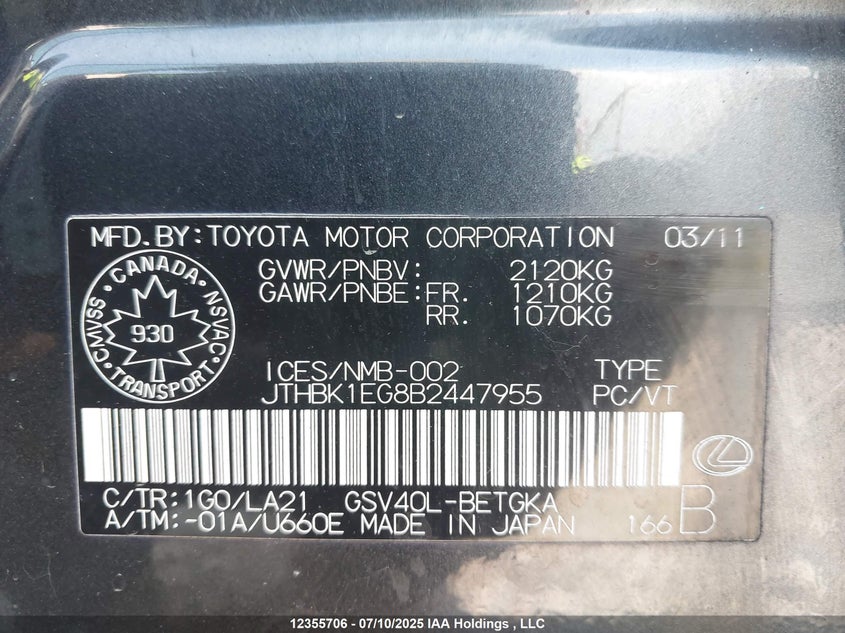 MFD.BY:TOYOTA MOTOR CORPORATION 03/11
GVWR/PNBV: 2120KG
GAWR/PNBE:FR. 1210KG
RR. 1070KG
CANADA
CMVSS NSVAC
930
TRANSPORT
ICES/NMB-002 TYPE
JTHBK1EG8B2447955 PC/VT
C/TR:1G0/LA21 GSV40L-BETGKA
A/TM:-01A/U660E MADE IN JAPAN 166 B
12355706 - 07/10/2025 IAA Holdings , LLC